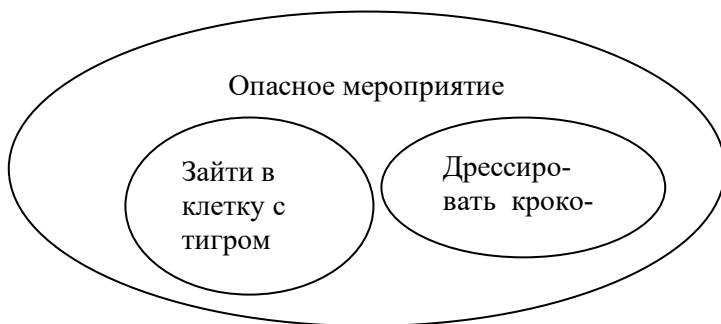 Опасное мероприятие
Зайти в
клетку с
тигром
Дрессиро-
вать кроко-